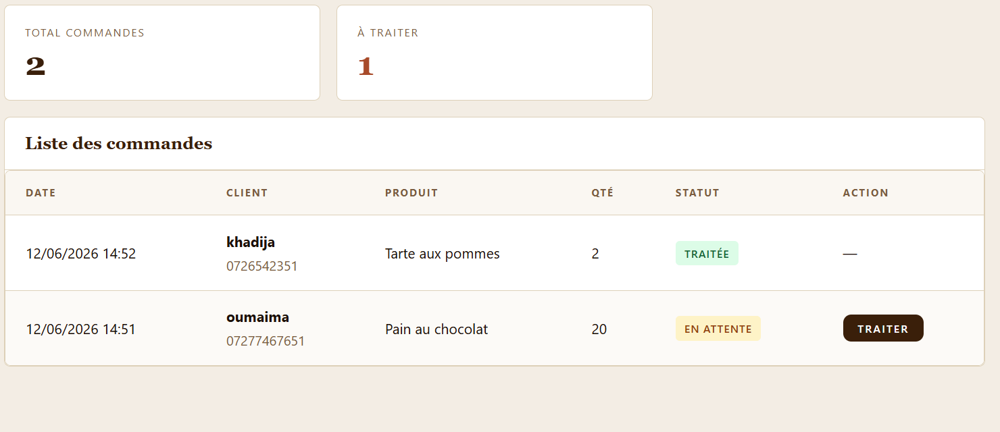 TOTAL COMMANDES
2
À TRAITER
1
Liste des commandes
DATE CLIENT PRODUIT QTÉ STATUT ACTION
12/06/2026 14:52 khadija Tarte aux pommes 2 TRAITÉE —
0726542351
12/06/2026 14:51 oumaima Pain au chocolat 20 EN ATTENTE TRAITER
07277467651